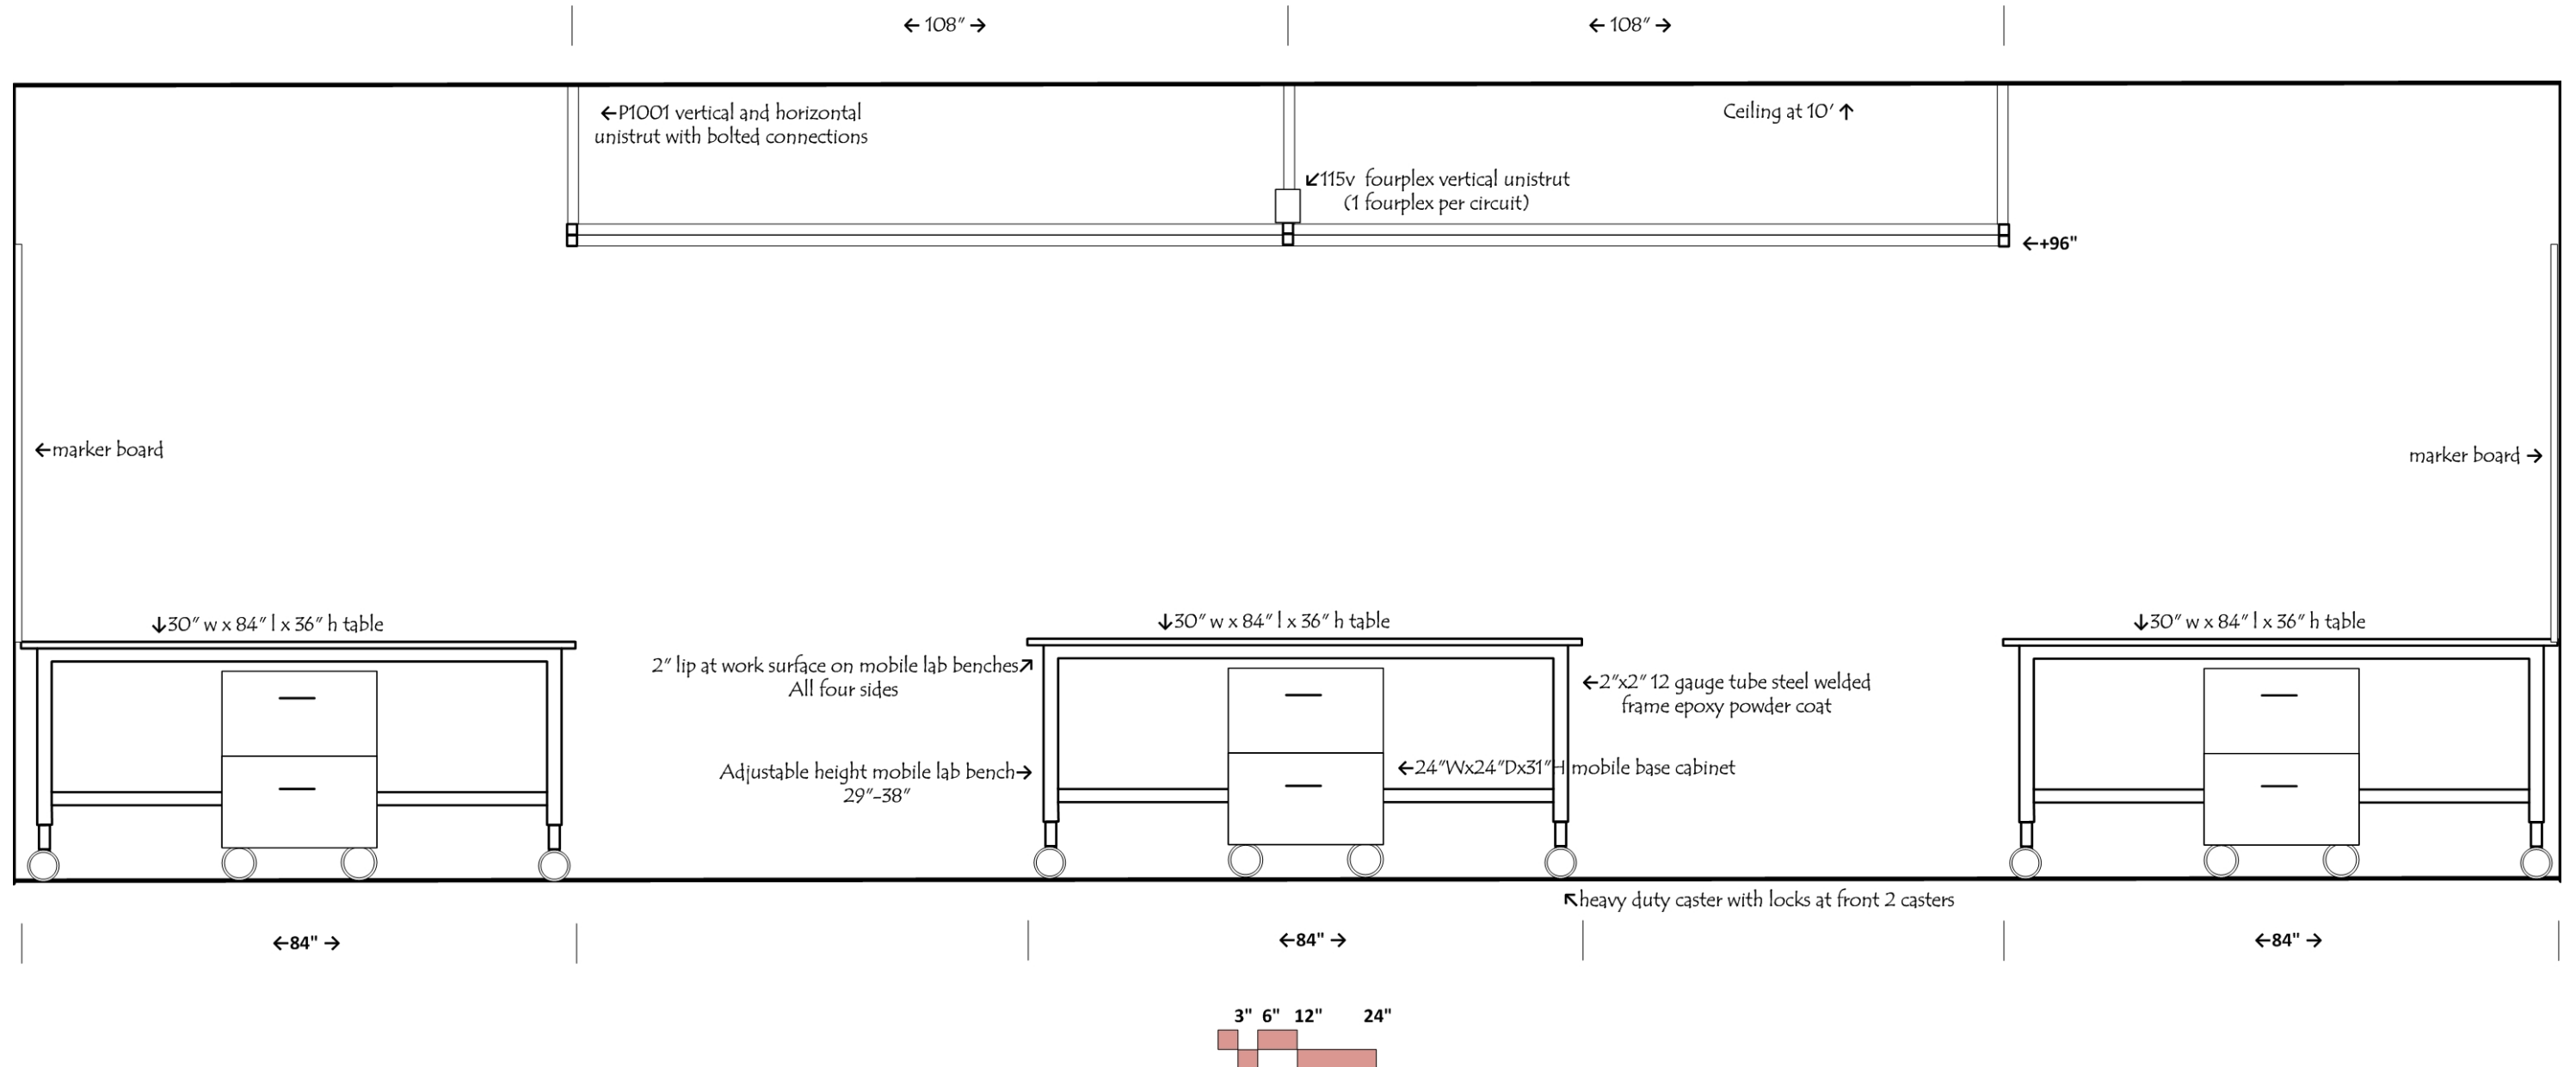 ← 108" →
← 108" →
←P1001 vertical and horizontal
unistrut with bolted connections
Ceiling at 10' ↑
↙115v fourplex vertical unistrut
(1 fourplex per circuit)
←+96"
←marker board
marker board →
↓30" w x 84" l x 36" h table
↓30" w x 84" l x 36" h table
↓30" w x 84" l x 36" h table
2" lip at work surface on mobile lab benches↗
All four sides
←2"x2" 12 gauge tube steel welded
frame epoxy powder coat
Adjustable height mobile lab bench→
29"-38"
←24"Wx24"Dx31"H mobile base cabinet
↖heavy duty caster with locks at front 2 casters
←84" →
←84" →
←84" →
3" 6" 12" 24"